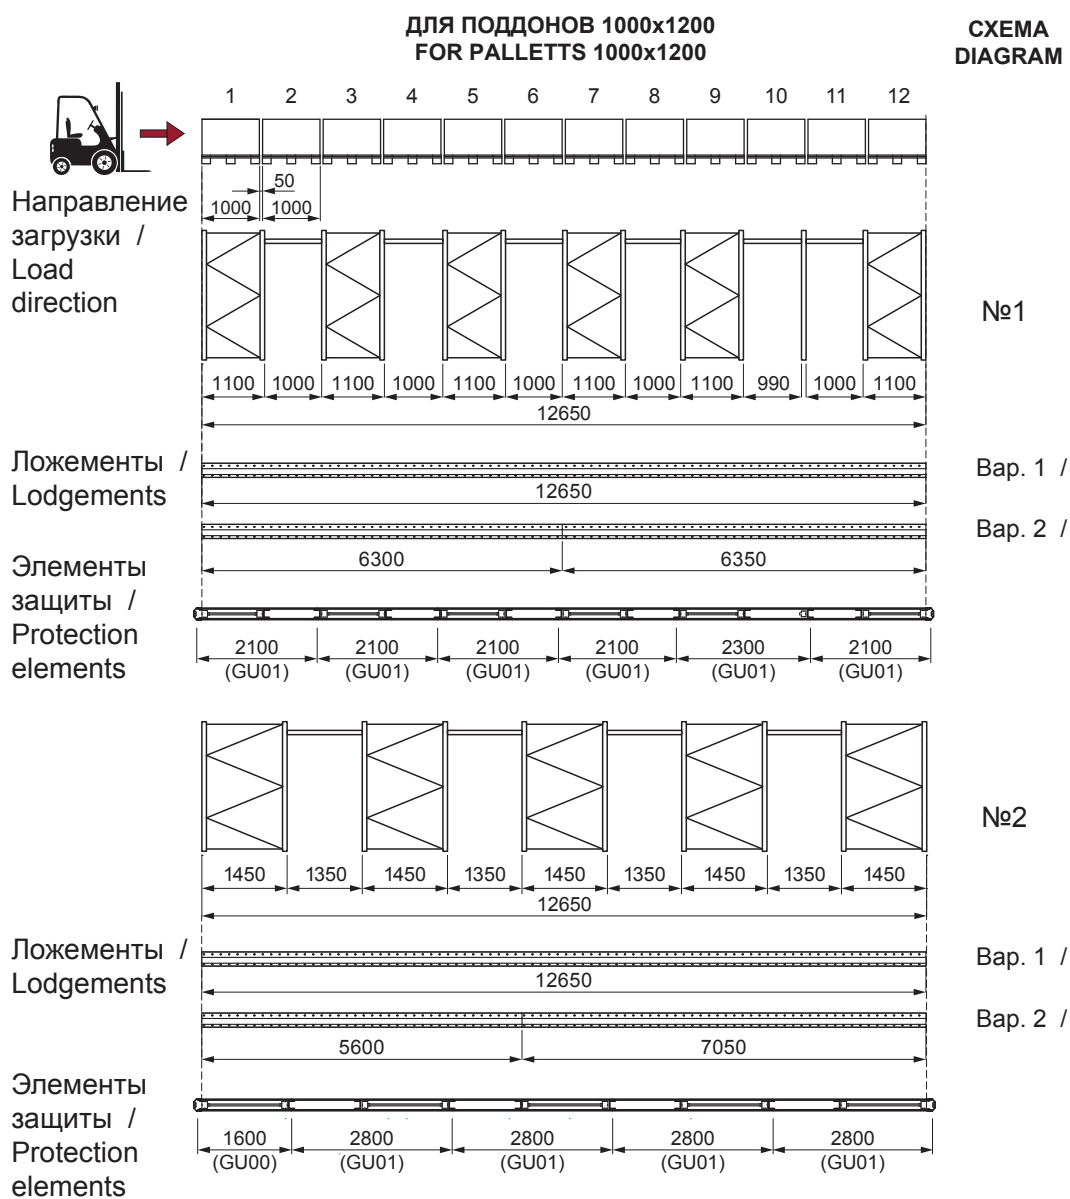 ДЛЯ ПОДДОНОВ 1000x1200
FOR PALLETTS 1000x1200
СХЕМА
DIAGRAM
1 2 3 4 5 6 7 8 9 10 11 12
50
1000 1000
Направление
загрузки /
Load
direction
№1
1100 1000 1100 1000 1100 1000 1100 1000 1100 990 1000 1100
12650
Ложементы /
Lodgements
Вар. 1 /
12650
Вар. 2 /
6300 6350
Элементы
защиты /
Protection
elements
2100 2100 2100 2100 2300 2100
(GU01) (GU01) (GU01) (GU01) (GU01) (GU01)
№2
1450 1350 1450 1350 1450 1350 1450 1350 1450
12650
Ложементы /
Lodgements
Вар. 1 /
12650
Вар. 2 /
5600 7050
Элементы
защиты /
Protection
elements
1600 2800 2800 2800 2800
(GU00) (GU01) (GU01) (GU01) (GU01)